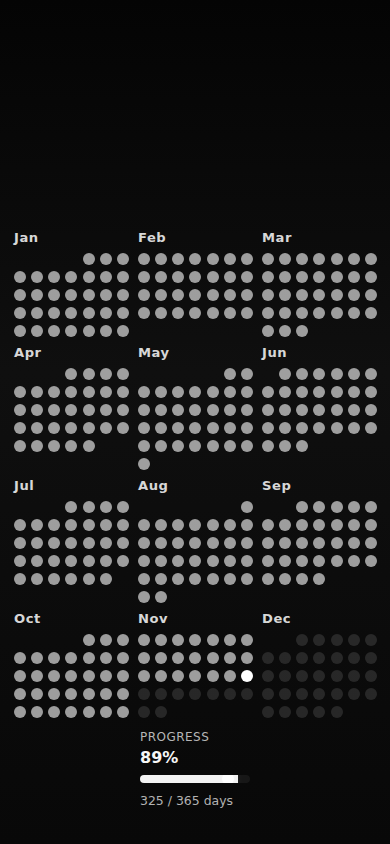 Jan Feb Mar
Apr May Jun
Jul Aug Sep
Oct Nov Dec
PROGRESS
89%
325 / 365 days